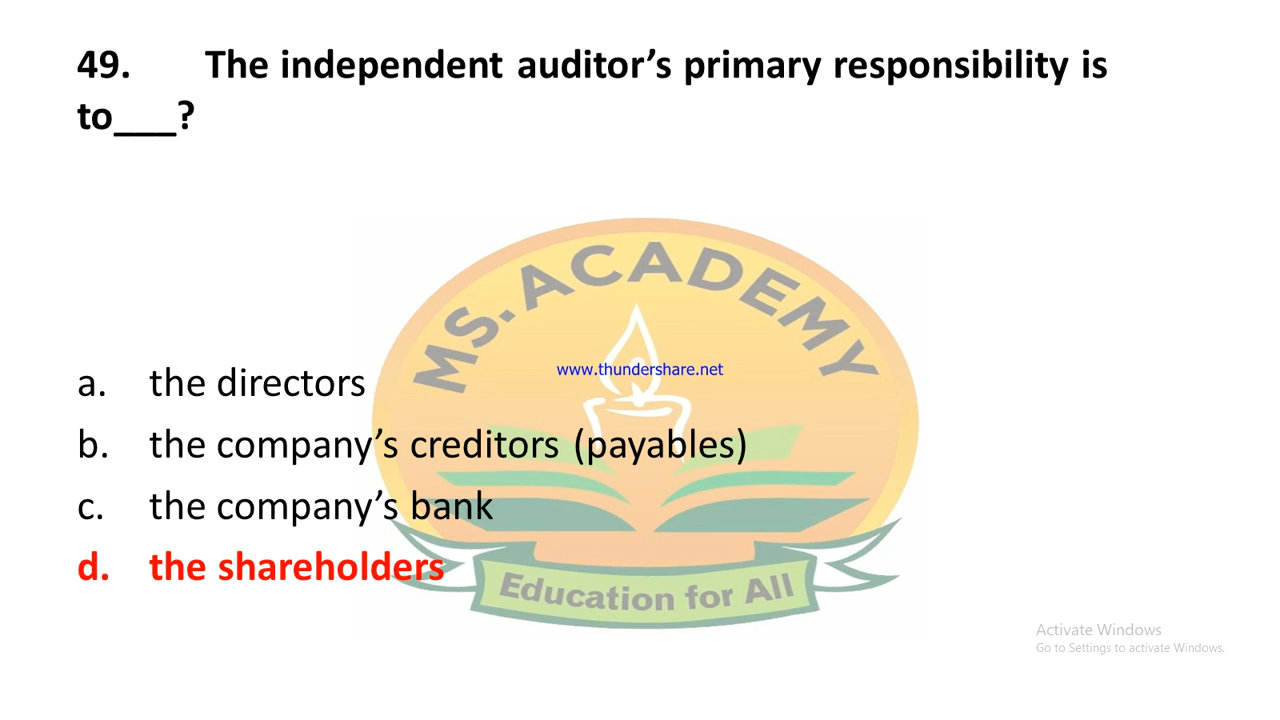 49. The independent auditor’s primary responsibility is
to___?
MS. ACADEMY
www.thundershare.net
a. the directors
b. the company’s creditors (payables)
c. the company’s bank
d. the shareholders
Education for All
Activate Windows
Go to Settings to activate Windows.